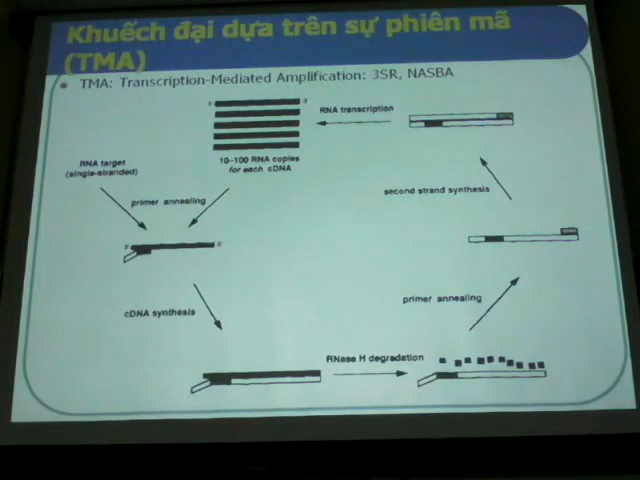 Khuếch đại dựa trên sự phiên mã
(TMA)
TMA: Transcription-Mediated Amplification: 3SR, NASBA
RNA transcription
10-100 RNA copies
for each cDNA
RNA target
(single-stranded)
primer annealing
second strand synthesis
cDNA synthesis
primer annealing
RNase H degradation